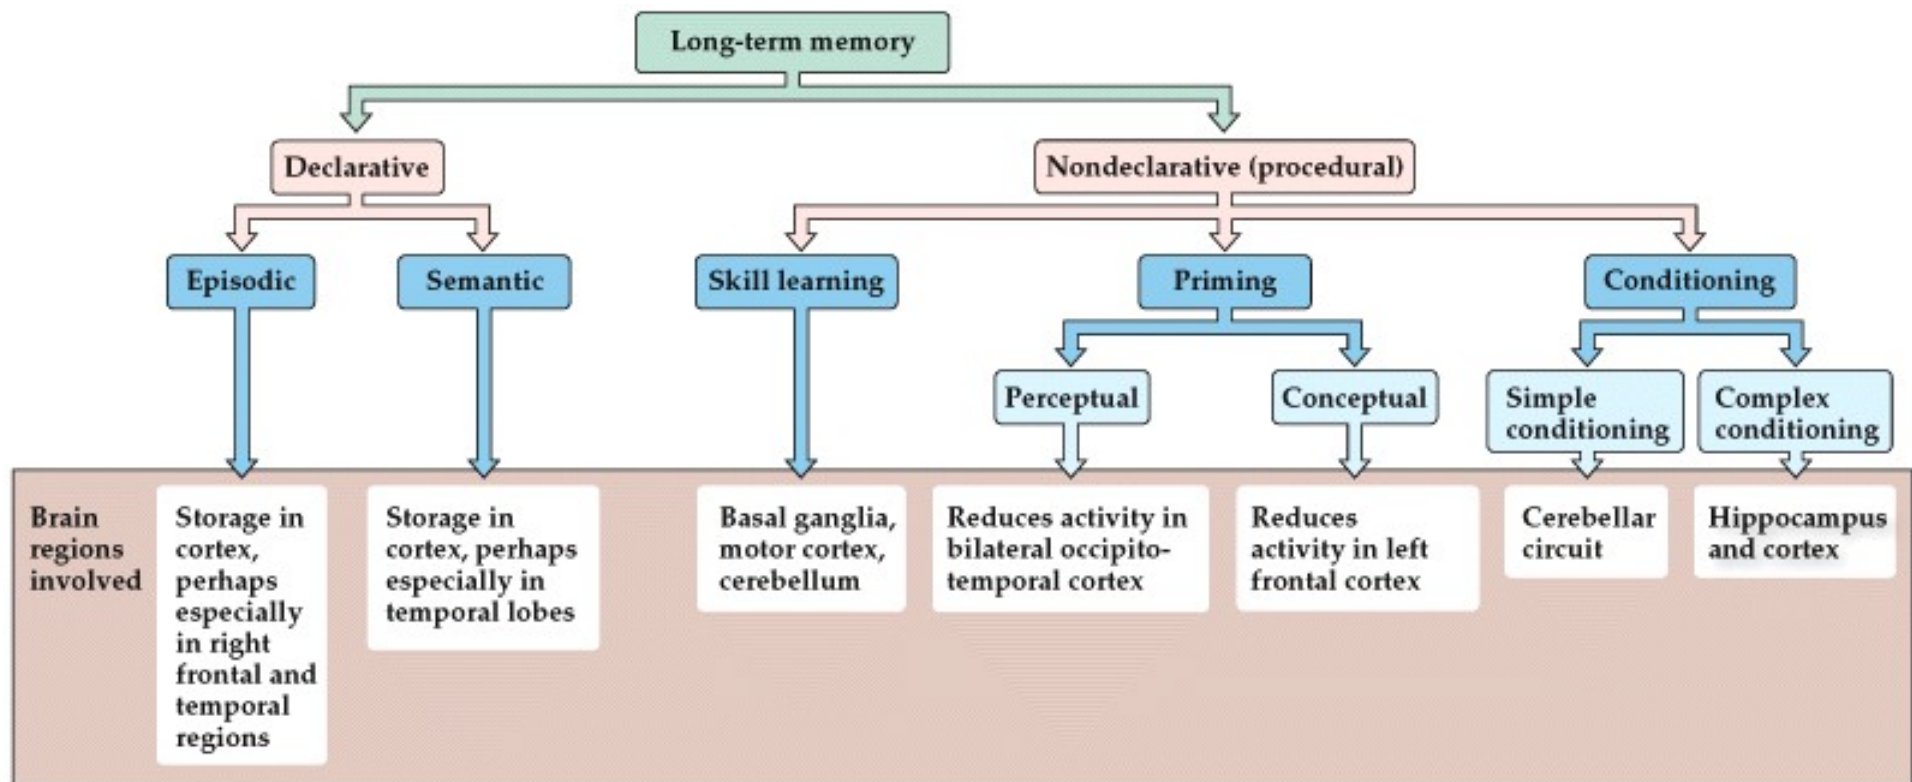 Long-term memory
Declarative
Nondeclarative (procedural)
Episodic
Semantic
Skill learning
Priming
Conditioning
Perceptual
Conceptual
Simple
conditioning
Complex
conditioning
Brain
regions
involved
Storage in
cortex,
perhaps
especially
in right
frontal and
temporal
regions
Storage in
cortex, perhaps
especially in
temporal lobes
Basal ganglia,
motor cortex,
cerebellum
Reduces activity in
bilateral occipito-
temporal cortex
Reduces
activity in left
frontal cortex
Cerebellar
circuit
Hippocampus
and cortex